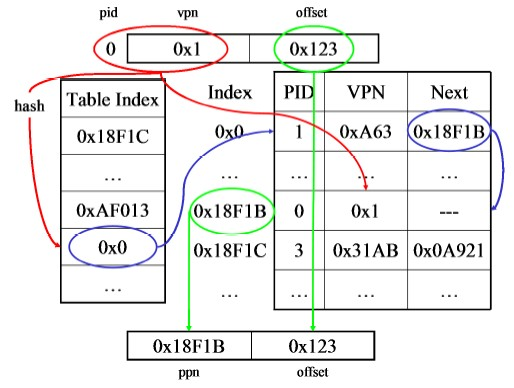 pid vpn offset
0 0x1 0x123
hash
Table Index Index PID VPN Next
0x18F1C 0x0 1 0xA63 0x18F1B
... ... ... ... ...
0xAF013 0x18F1B 0 0x1 ---
0x0 0x18F1C 3 0x31AB 0x0A921
... ... ... ... ...
0x18F1B 0x123
ppn offset